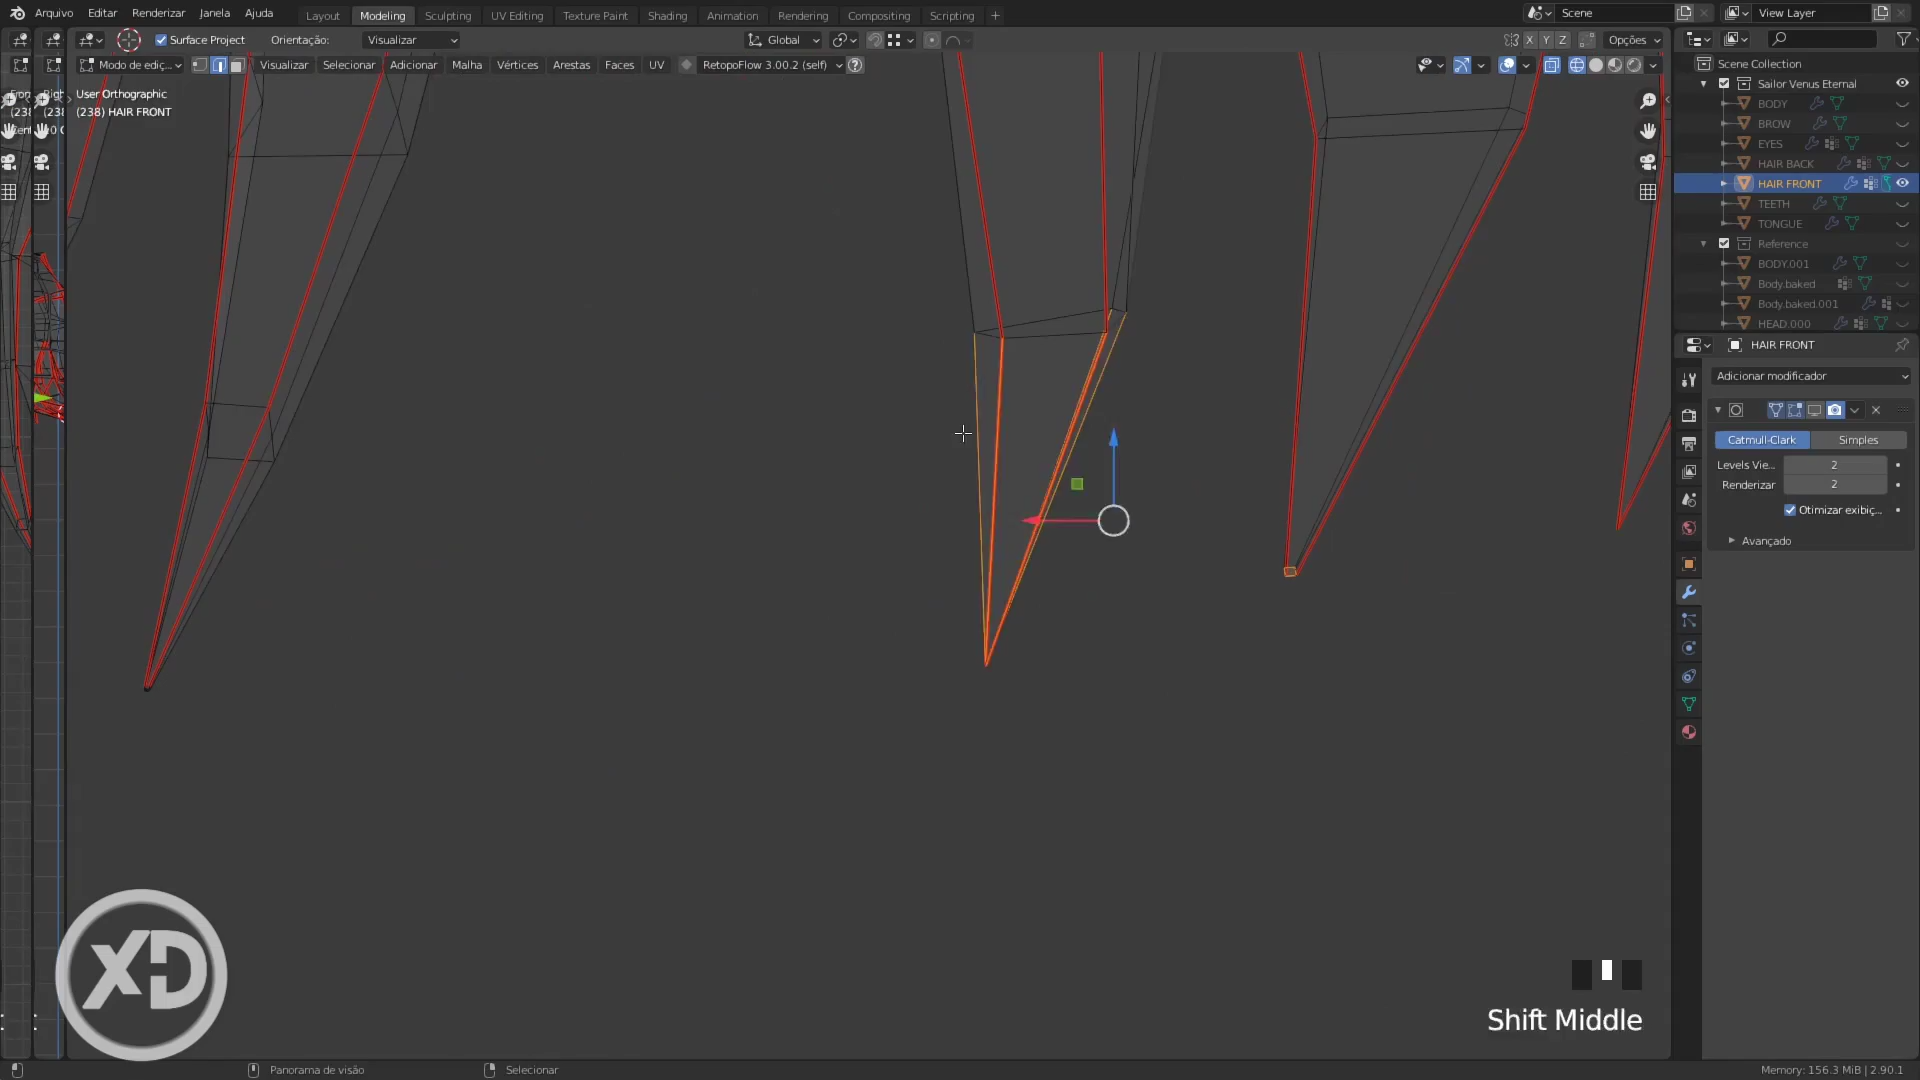 Arquivo Editar Renderizar Janela Ajuda Layout Modeling Sculpting UV Editing Texture Paint Shading Animation Rendering Compositing Scripting + Scene View Layer
Surface Project Orientação: Visualizar Global X Y Z Opções
Modo de ediç... Visualizar Selecionar Adicionar Malha Vértices Arestas Faces UV RetopoFlow 3.00.2 (self)
User Orthographic
(238) HAIR FRONT
Scene Collection
Sailor Venus Eternal
BODY
BROW
EYES
HAIR BACK
HAIR FRONT
TEETH
TONGUE
Reference
BODY.001
Body.baked
Body.baked.001
HEAD.000
HAIR FRONT
Adicionar modificador
Catmull-Clark Simples
Levels Vie... 2
Renderizar 2
Otimizar exibiç...
Avançado
XD
Shift Middle
Panorama de visão Selecionar Memory: 156.3 MiB | 2.90.1